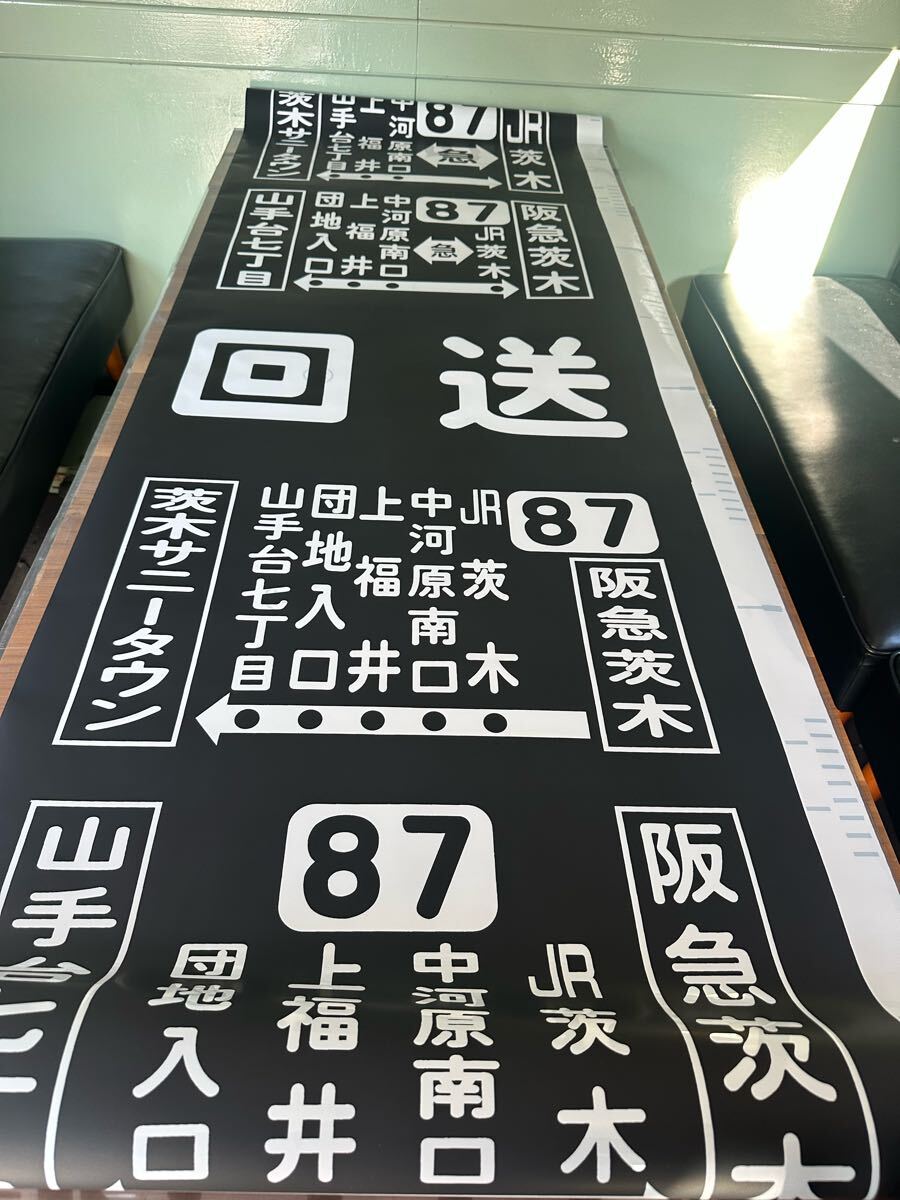 茨木サニータウン
山手台七丁目
上福井
中河原南口
87
急
JR茨木
山手台七丁目
団地入口
上福井
中河原南口
87
急
JR茨木
阪急茨木
回送
茨木サニータウン
山手台七丁目
団地入口
上福井
中河原南口
JR茨木
87
阪急茨木
山手台七
87
阪急茨木
団地入口
上福井
中河原南口
JR茨木